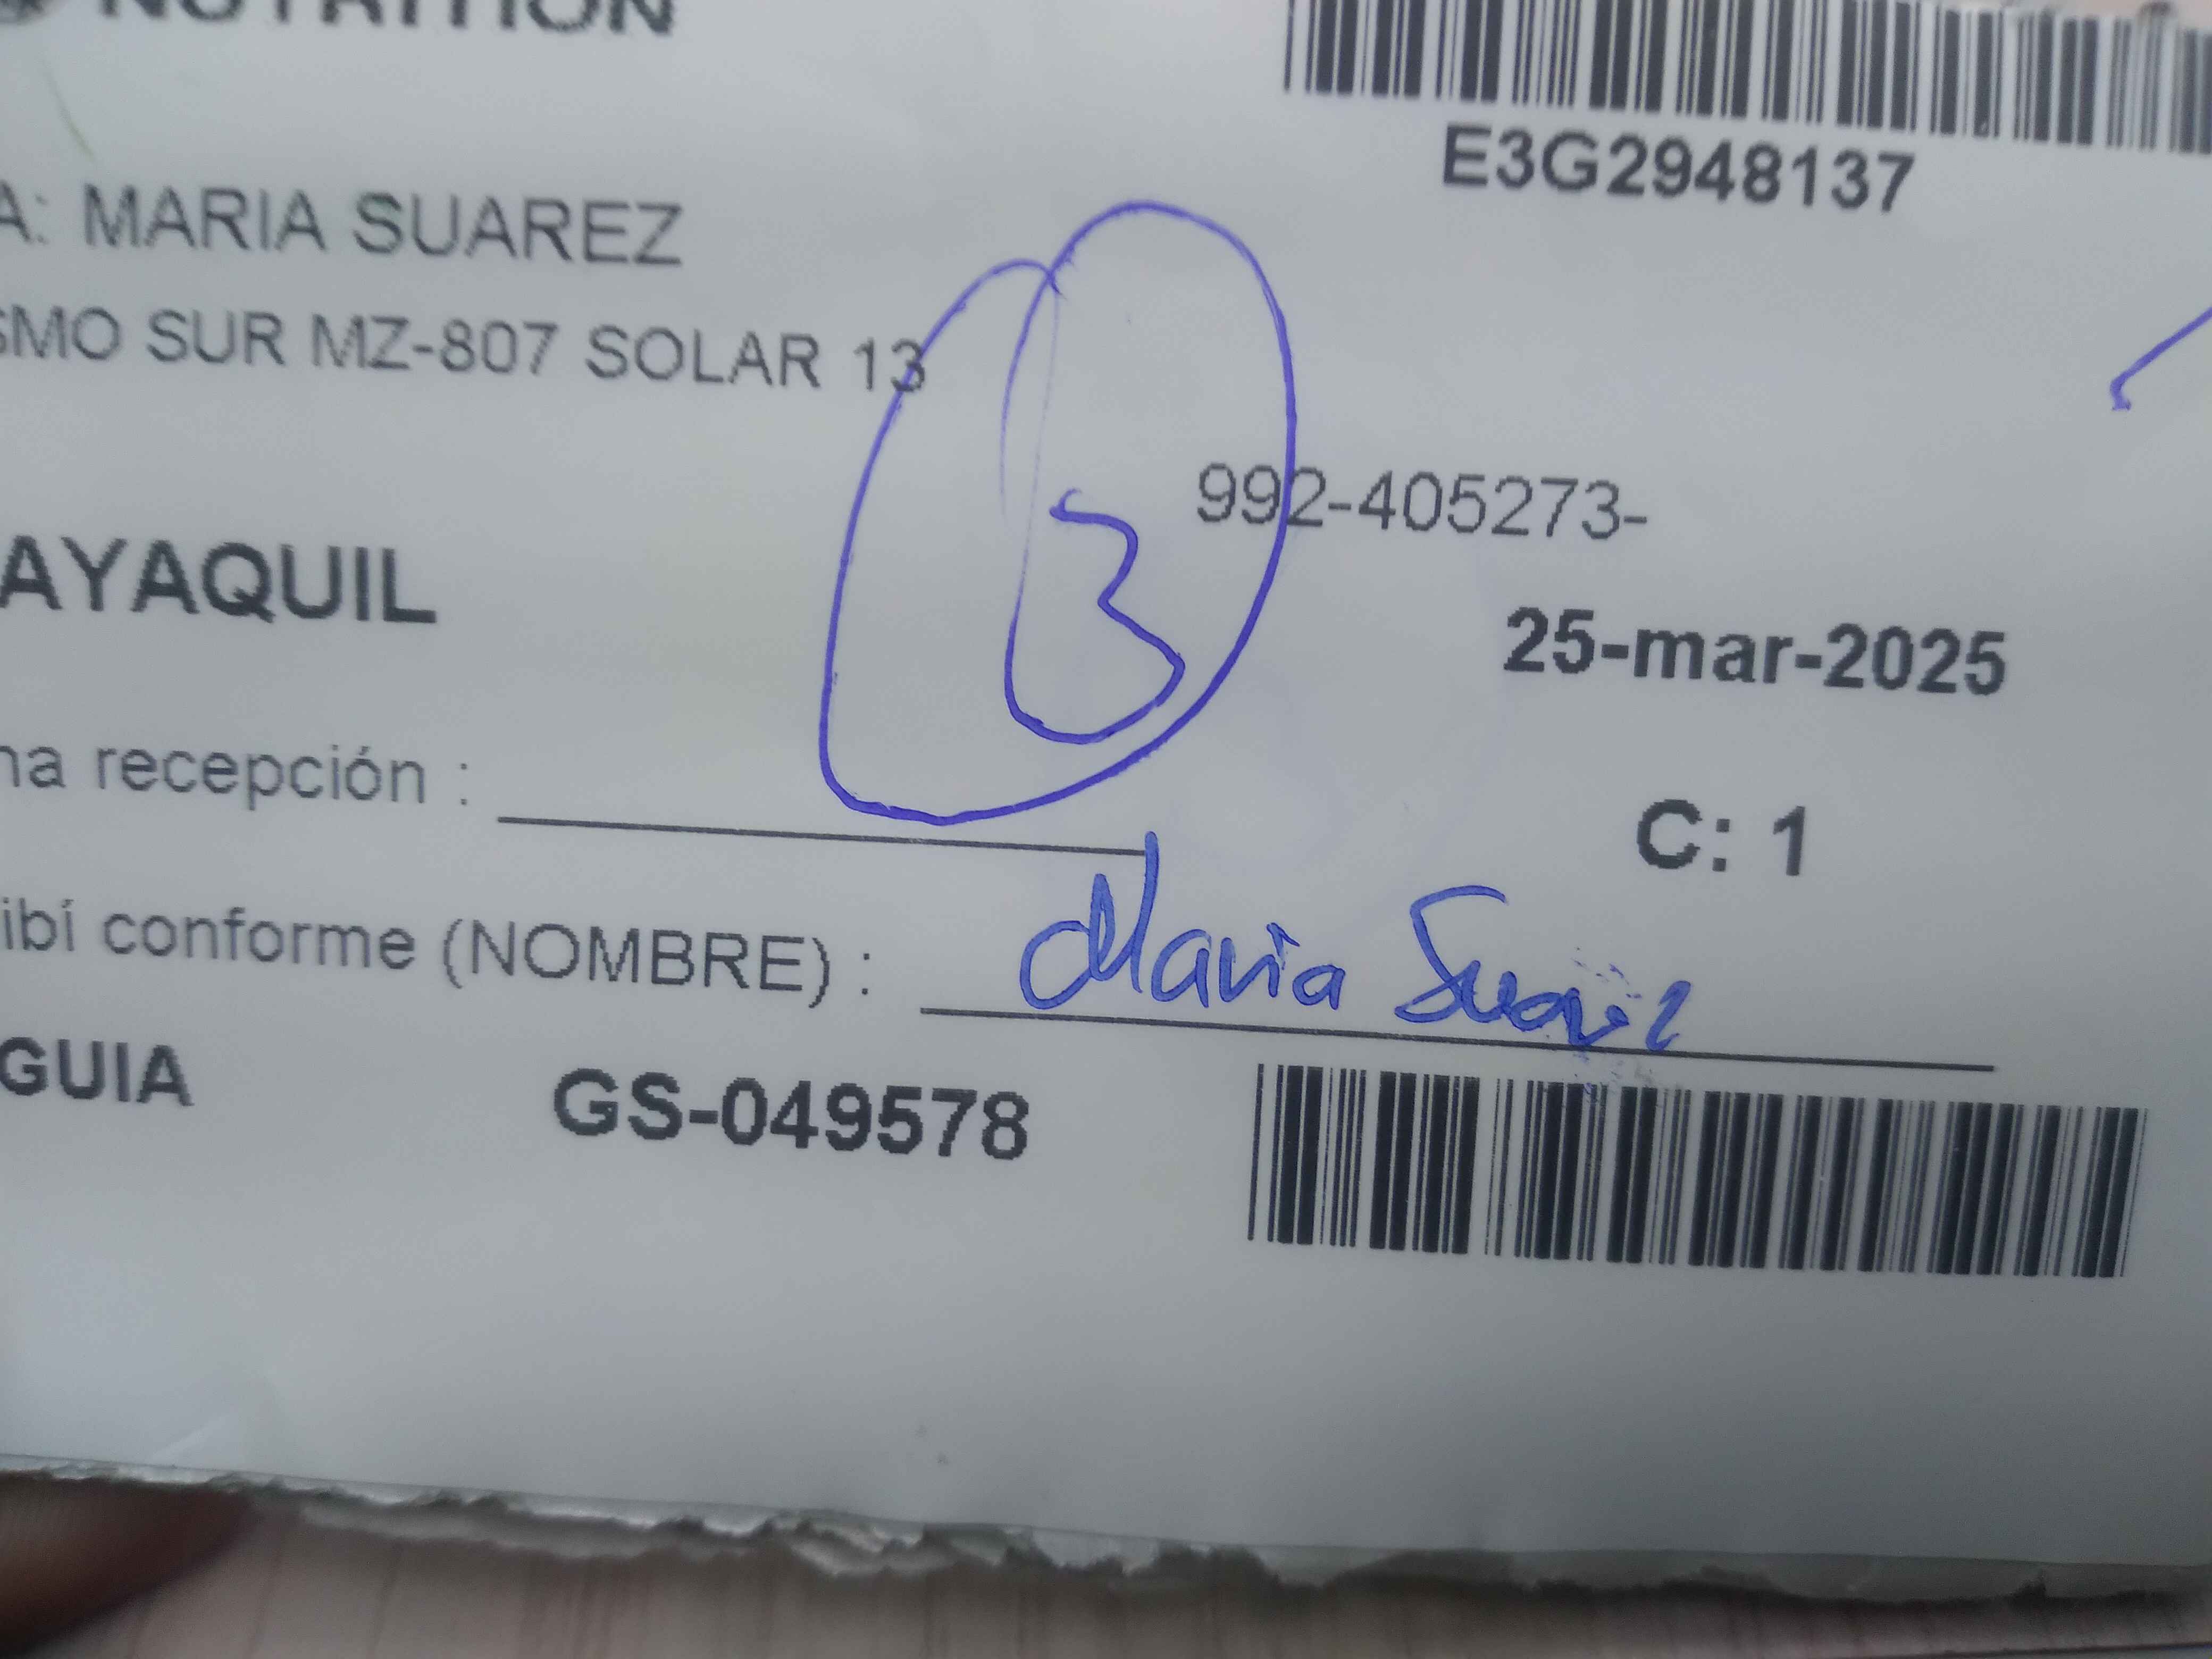 NUTRITION
E3G2948137
A: MARIA SUAREZ
SMO SUR MZ-807 SOLAR 13
992-405273-
3
AYAQUIL
25-mar-2025
na recepción :
C: 1
ibí conforme (NOMBRE) : Maria Suarez
GUIA GS-049578